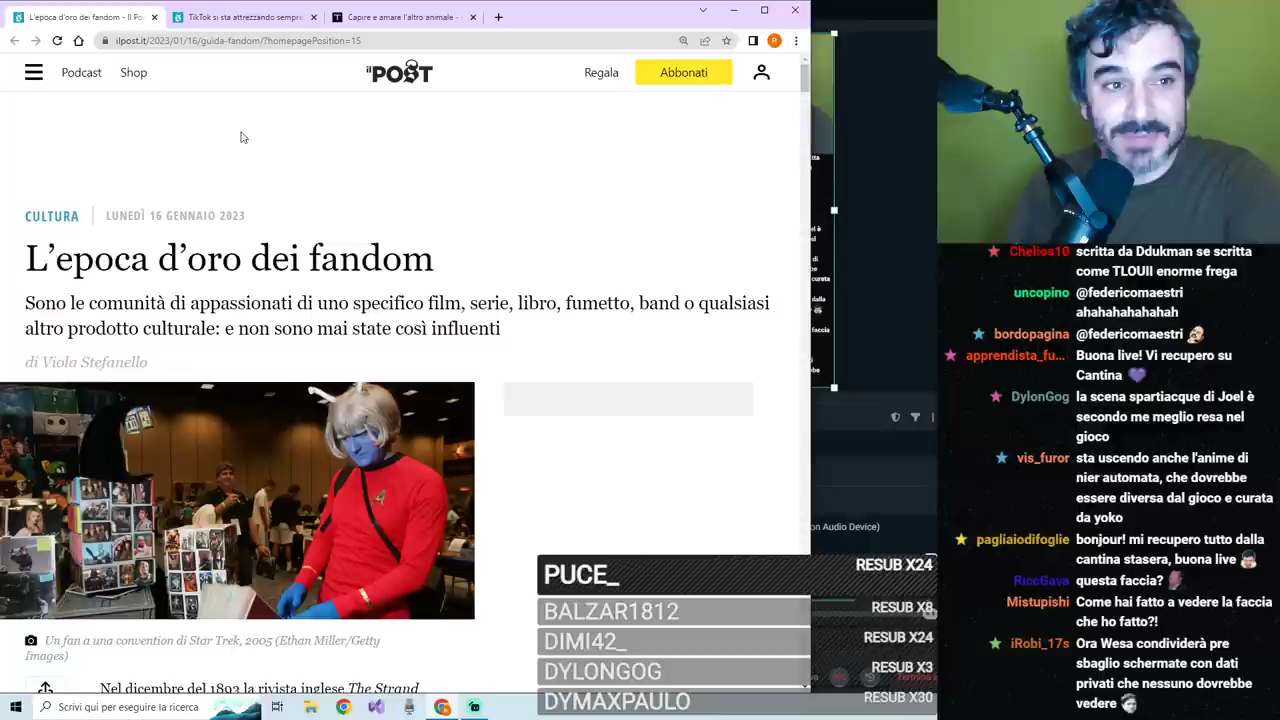 L'epoca d'oro dei fandom - Il Po
TikTok si sta attrezzando sempre
Capire e amare l'altro animale -
ilpost.it/2023/01/16/guida-fandom/?homepagePosition=15
Podcast
Shop
IL POST
Regala
Abbonati
CULTURA
LUNEDÌ 16 GENNAIO 2023
L'epoca d'oro dei fandom
Sono le comunità di appassionati di uno specifico film, serie, libro, fumetto, band o qualsiasi
altro prodotto culturale: e non sono mai state così influenti
di Viola Stefanello
Un fan a una convention di Star Trek, 2005 (Ethan Miller/Getty
Images)
Nel dicembre del 1893 la rivista inglese The Strand
Scrivi qui per eseguire la ricerca
on Audio Device)
PUCE_ RESUB X24
BALZAR1812 RESUB X8
DIMI42_ RESUB X24
DYLONGOG RESUB X3
DYMAXPAULO RESUB X30
Chelios10 scritta da Ddukman se scritta
come TLOUII enorme frega
uncopino @federicomaestri
ahahahahahahah
bordopagina @federicomaestri
apprendista_fu... Buona live! Vi recupero su
Cantina
DylonGog la scena spartiacque di Joel è
secondo me meglio resa nel
gioco
vis_furor sta uscendo anche l'anime di
nier automata, che dovrebbe
essere diversa dal gioco e curata
da yoko
pagliaiodifoglie bonjour! mi recupero tutto dalla
cantina stasera, buona live
RiccGava questa faccia?
Mistupishi Come hai fatto a vedere la faccia
che ho fatto?!
iRobi_17s Ora Wesa condividerà pre
sbaglio schermate con dati
privati che nessuno dovrebbe
vedere